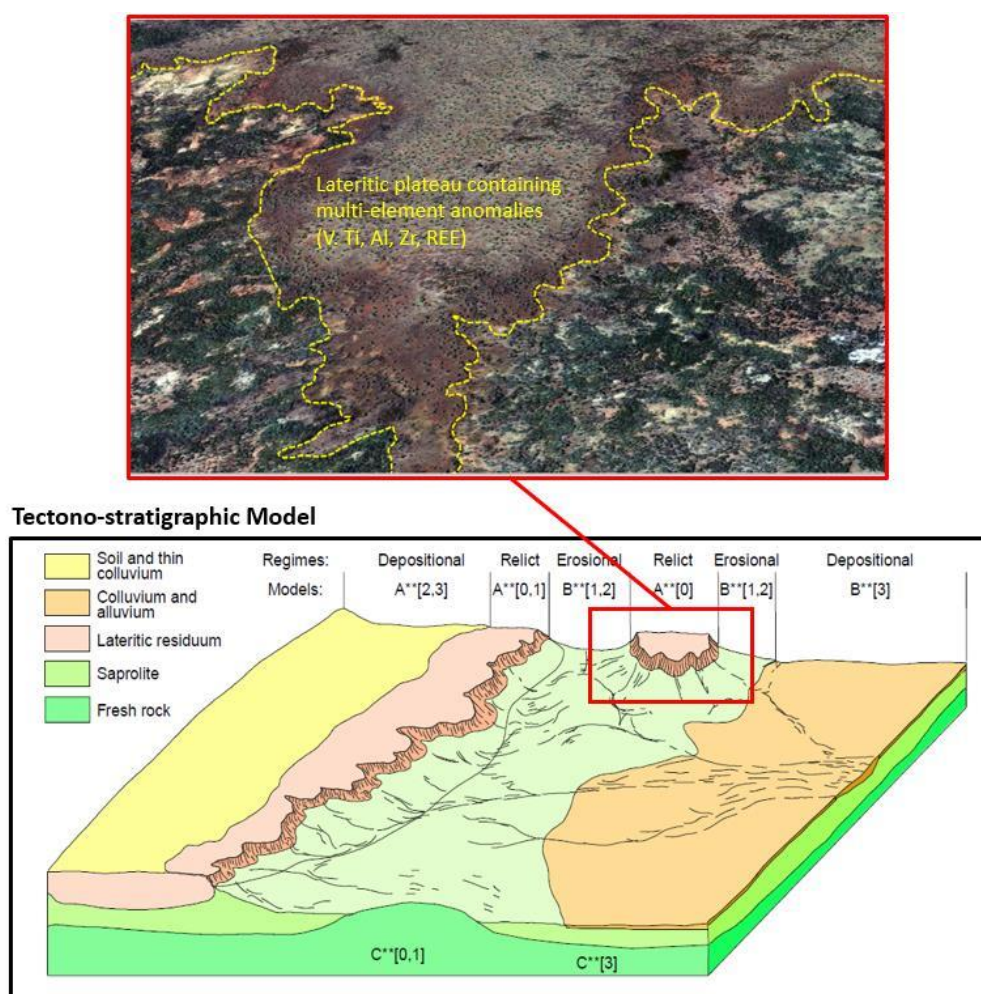 Lateritic plateau containing
multi-element anomalies
(V. Ti, Al, Zr, REE)
Tectono-stratigraphic Model
Soil and thin
colluvium
Colluvium and
alluvium
Lateritic residuum
Saprolite
Fresh rock
Regimes: Depositional Relict Erosional Relict Erosional Depositional
Models: A**[2,3] A**[0,1] B**[1,2] A**[0] B**[1,2] B**[3]
C**[0,1]
C**[3]